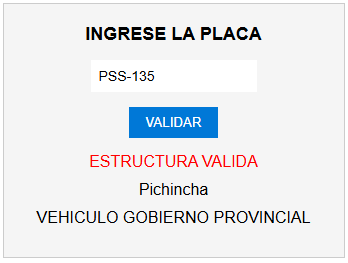 INGRESE LA PLACA
PSS-135
VALIDAR
ESTRUCTURA VALIDA
Pichincha
VEHICULO GOBIERNO PROVINCIAL